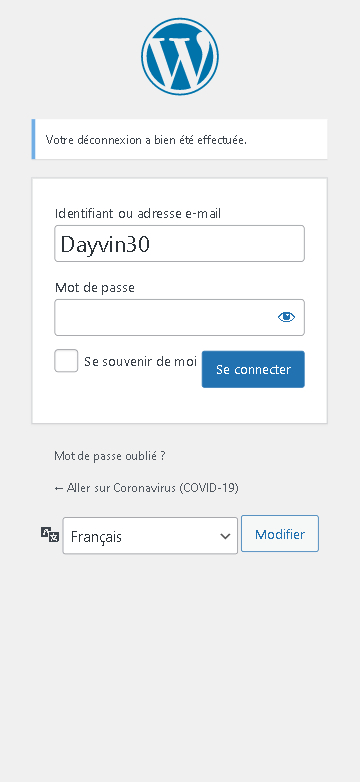 Votre déconnexion a bien été effectuée.
Identifiant ou adresse e-mail
Dayvin30
Mot de passe
Se souvenir de moi
Se connecter
Mot de passe oublié ?
← Aller sur Coronavirus (COVID-19)
Français
Modifier